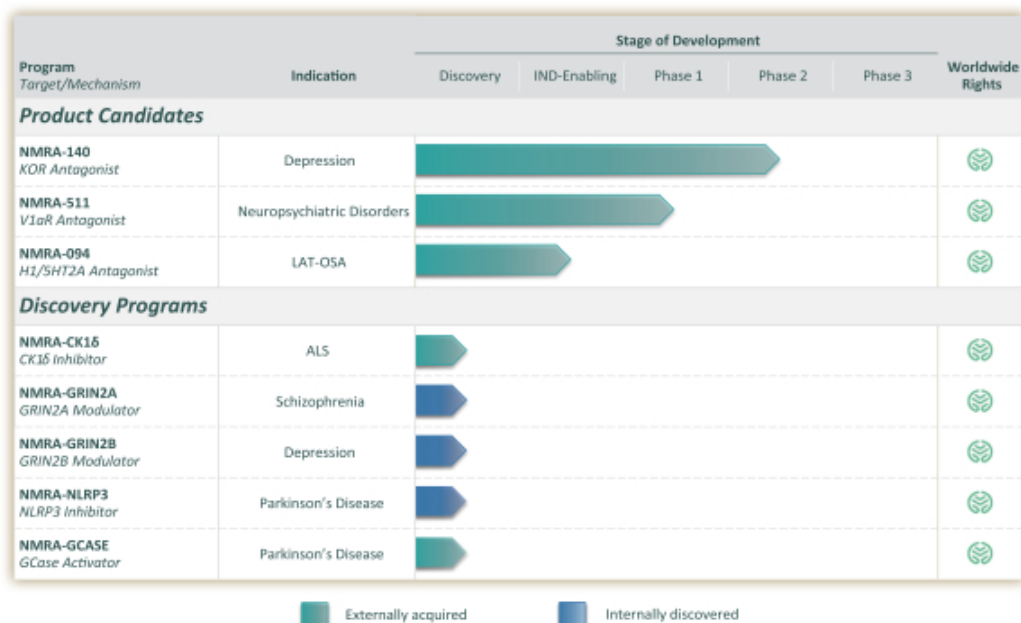 Stage of Development
Program
Target/Mechanism
Indication
Discovery
IND-Enabling
Phase 1
Phase 2
Phase 3
Worldwide
Rights
Product Candidates
NMRA-140
KOR Antagonist
Depression
NMRA-511
V1aR Antagonist
Neuropsychiatric Disorders
NMRA-094
H1/5HT2A Antagonist
LAT-OSA
Discovery Programs
NMRA-CK1δ
CK1δ Inhibitor
ALS
NMRA-GRIN2A
GRIN2A Modulator
Schizophrenia
NMRA-GRIN2B
GRIN2B Modulator
Depression
NMRA-NLRP3
NLRP3 Inhibitor
Parkinson's Disease
NMRA-GCASE
GCase Activator
Parkinson's Disease
Externally acquired
Internally discovered